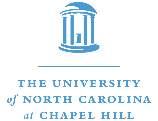 THE UNIVERSITY
of NORTH CAROLINA
at CHAPEL HILL